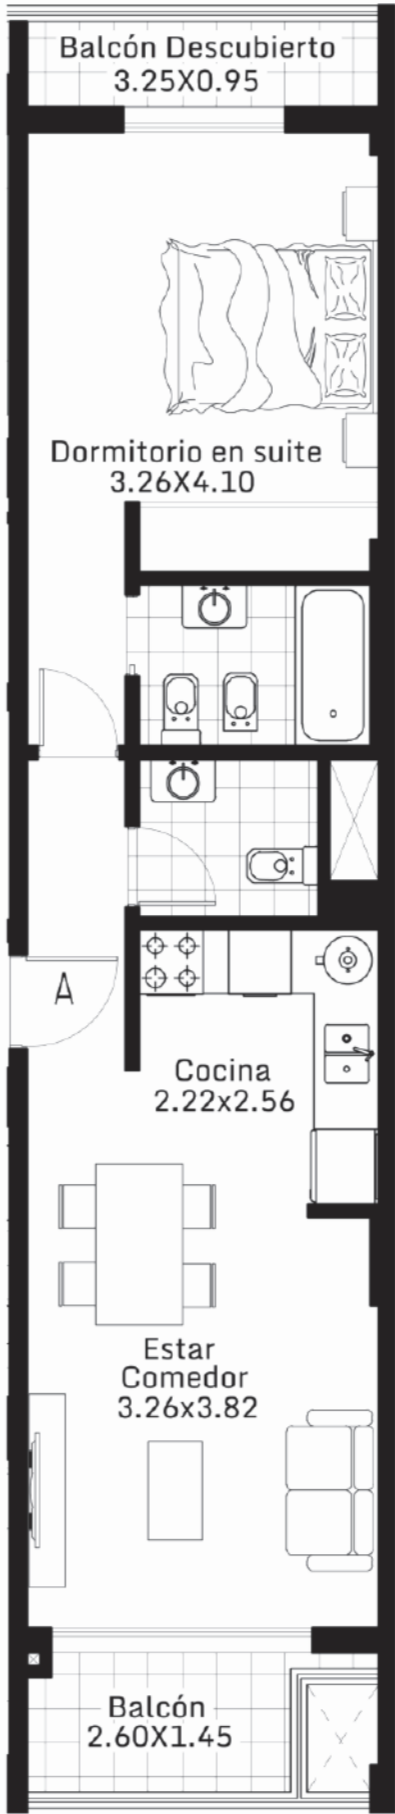 Balcón Descubierto
3.25X0.95
Dormitorio en suite
3.26X4.10
A
Cocina
2.22x2.56
Estar
Comedor
3.26x3.82
Balcón
2.60X1.45